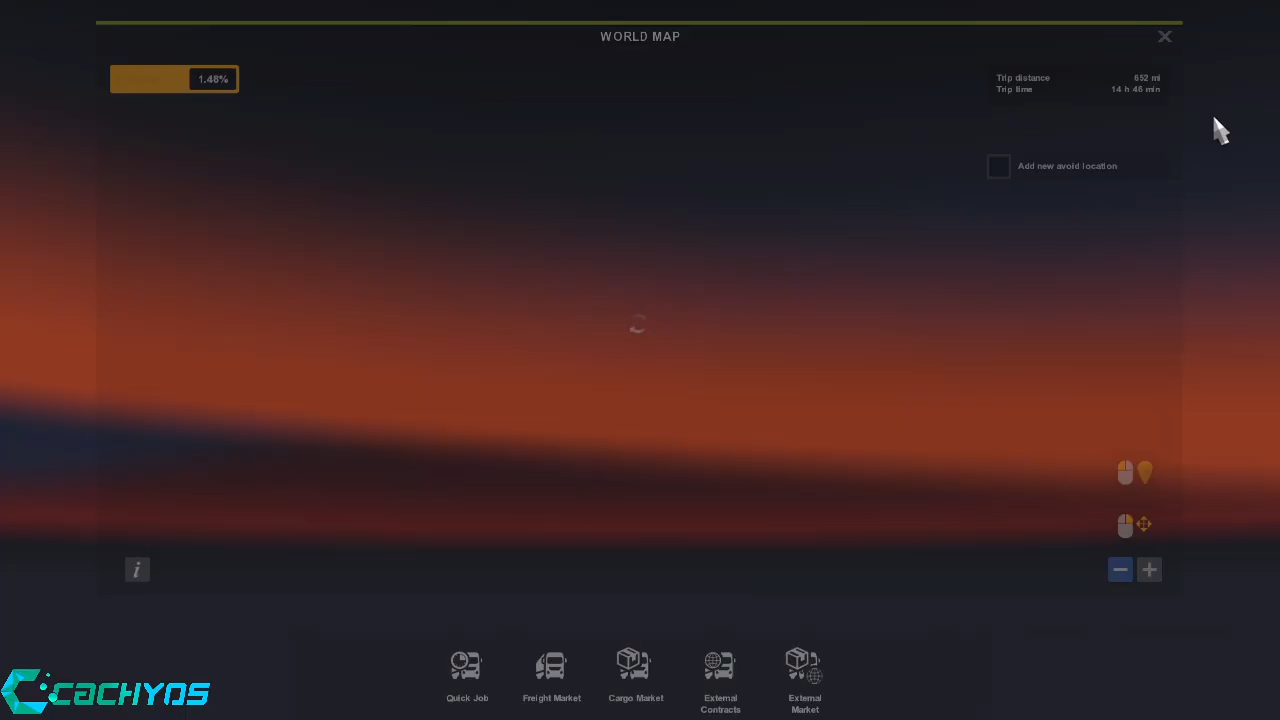 WORLD MAP
1.48%
Trip distance 652 mi
Trip time 14 h 46 min
Add new avoid location
i
Quick Job
Freight Market
Cargo Market
External
Contracts
External
Market
CACHYOS